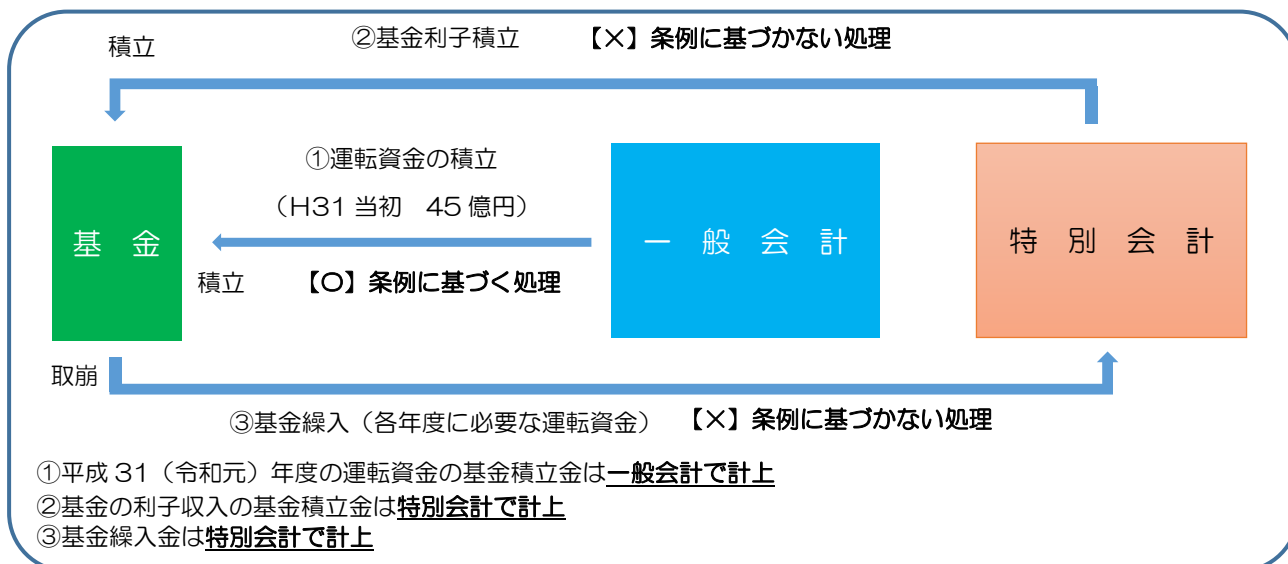 ②基金利子積立 【×】条例に基づかない処理
積立
①運転資金の積立
（H31 当初 45 億円）
基 金
一 般 会 計
特 別 会 計
積立 【〇】条例に基づく処理
取崩
③基金繰入（各年度に必要な運転資金） 【×】条例に基づかない処理
①平成 31（令和元）年度の運転資金の基金積立金は一般会計で計上
②基金の利子収入の基金積立金は特別会計で計上
③基金繰入金は特別会計で計上